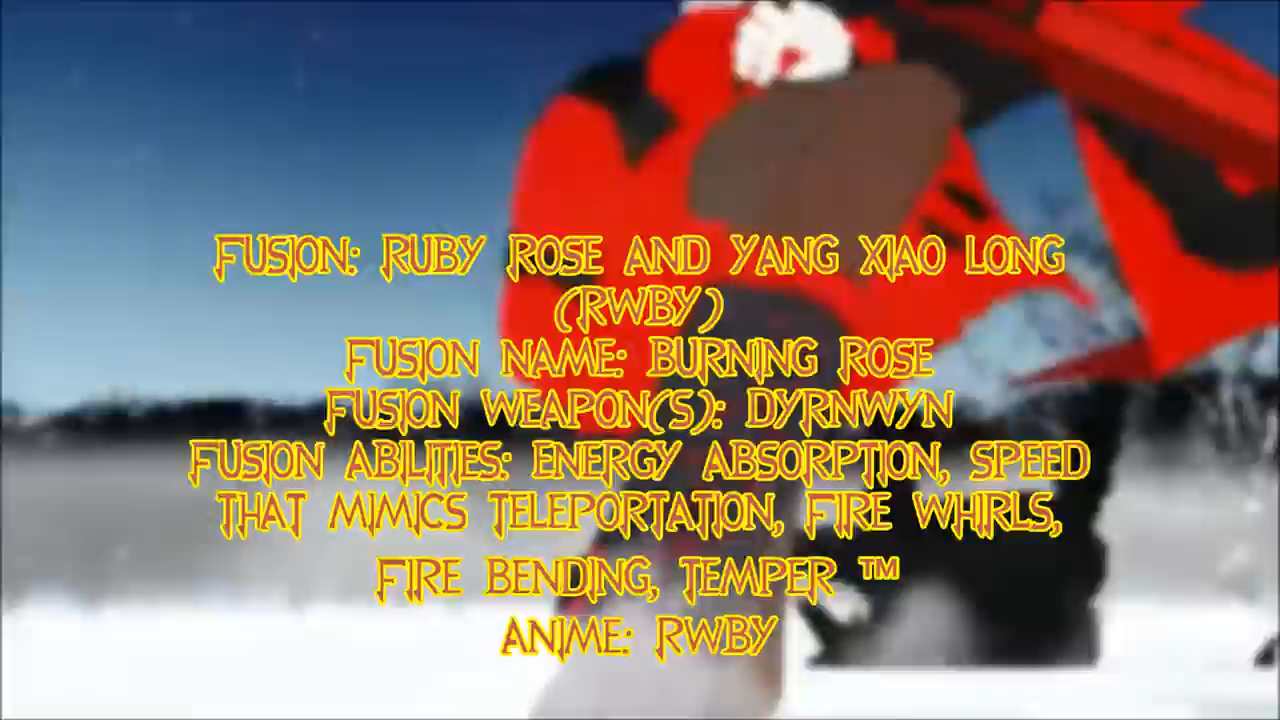 FUSION: RUBY ROSE AND YANG XIAO LONG
(RWBY)
FUSION NAME: BURNING ROSE
FUSION WEAPON(S): DYRNWYN
FUSION ABILITIES: ENERGY ABSORPTION, SPEED
THAT MIMICS TELEPORTATION, FIRE WHIRLS,
FIRE BENDING, TEMPER ™
ANIME: RWBY